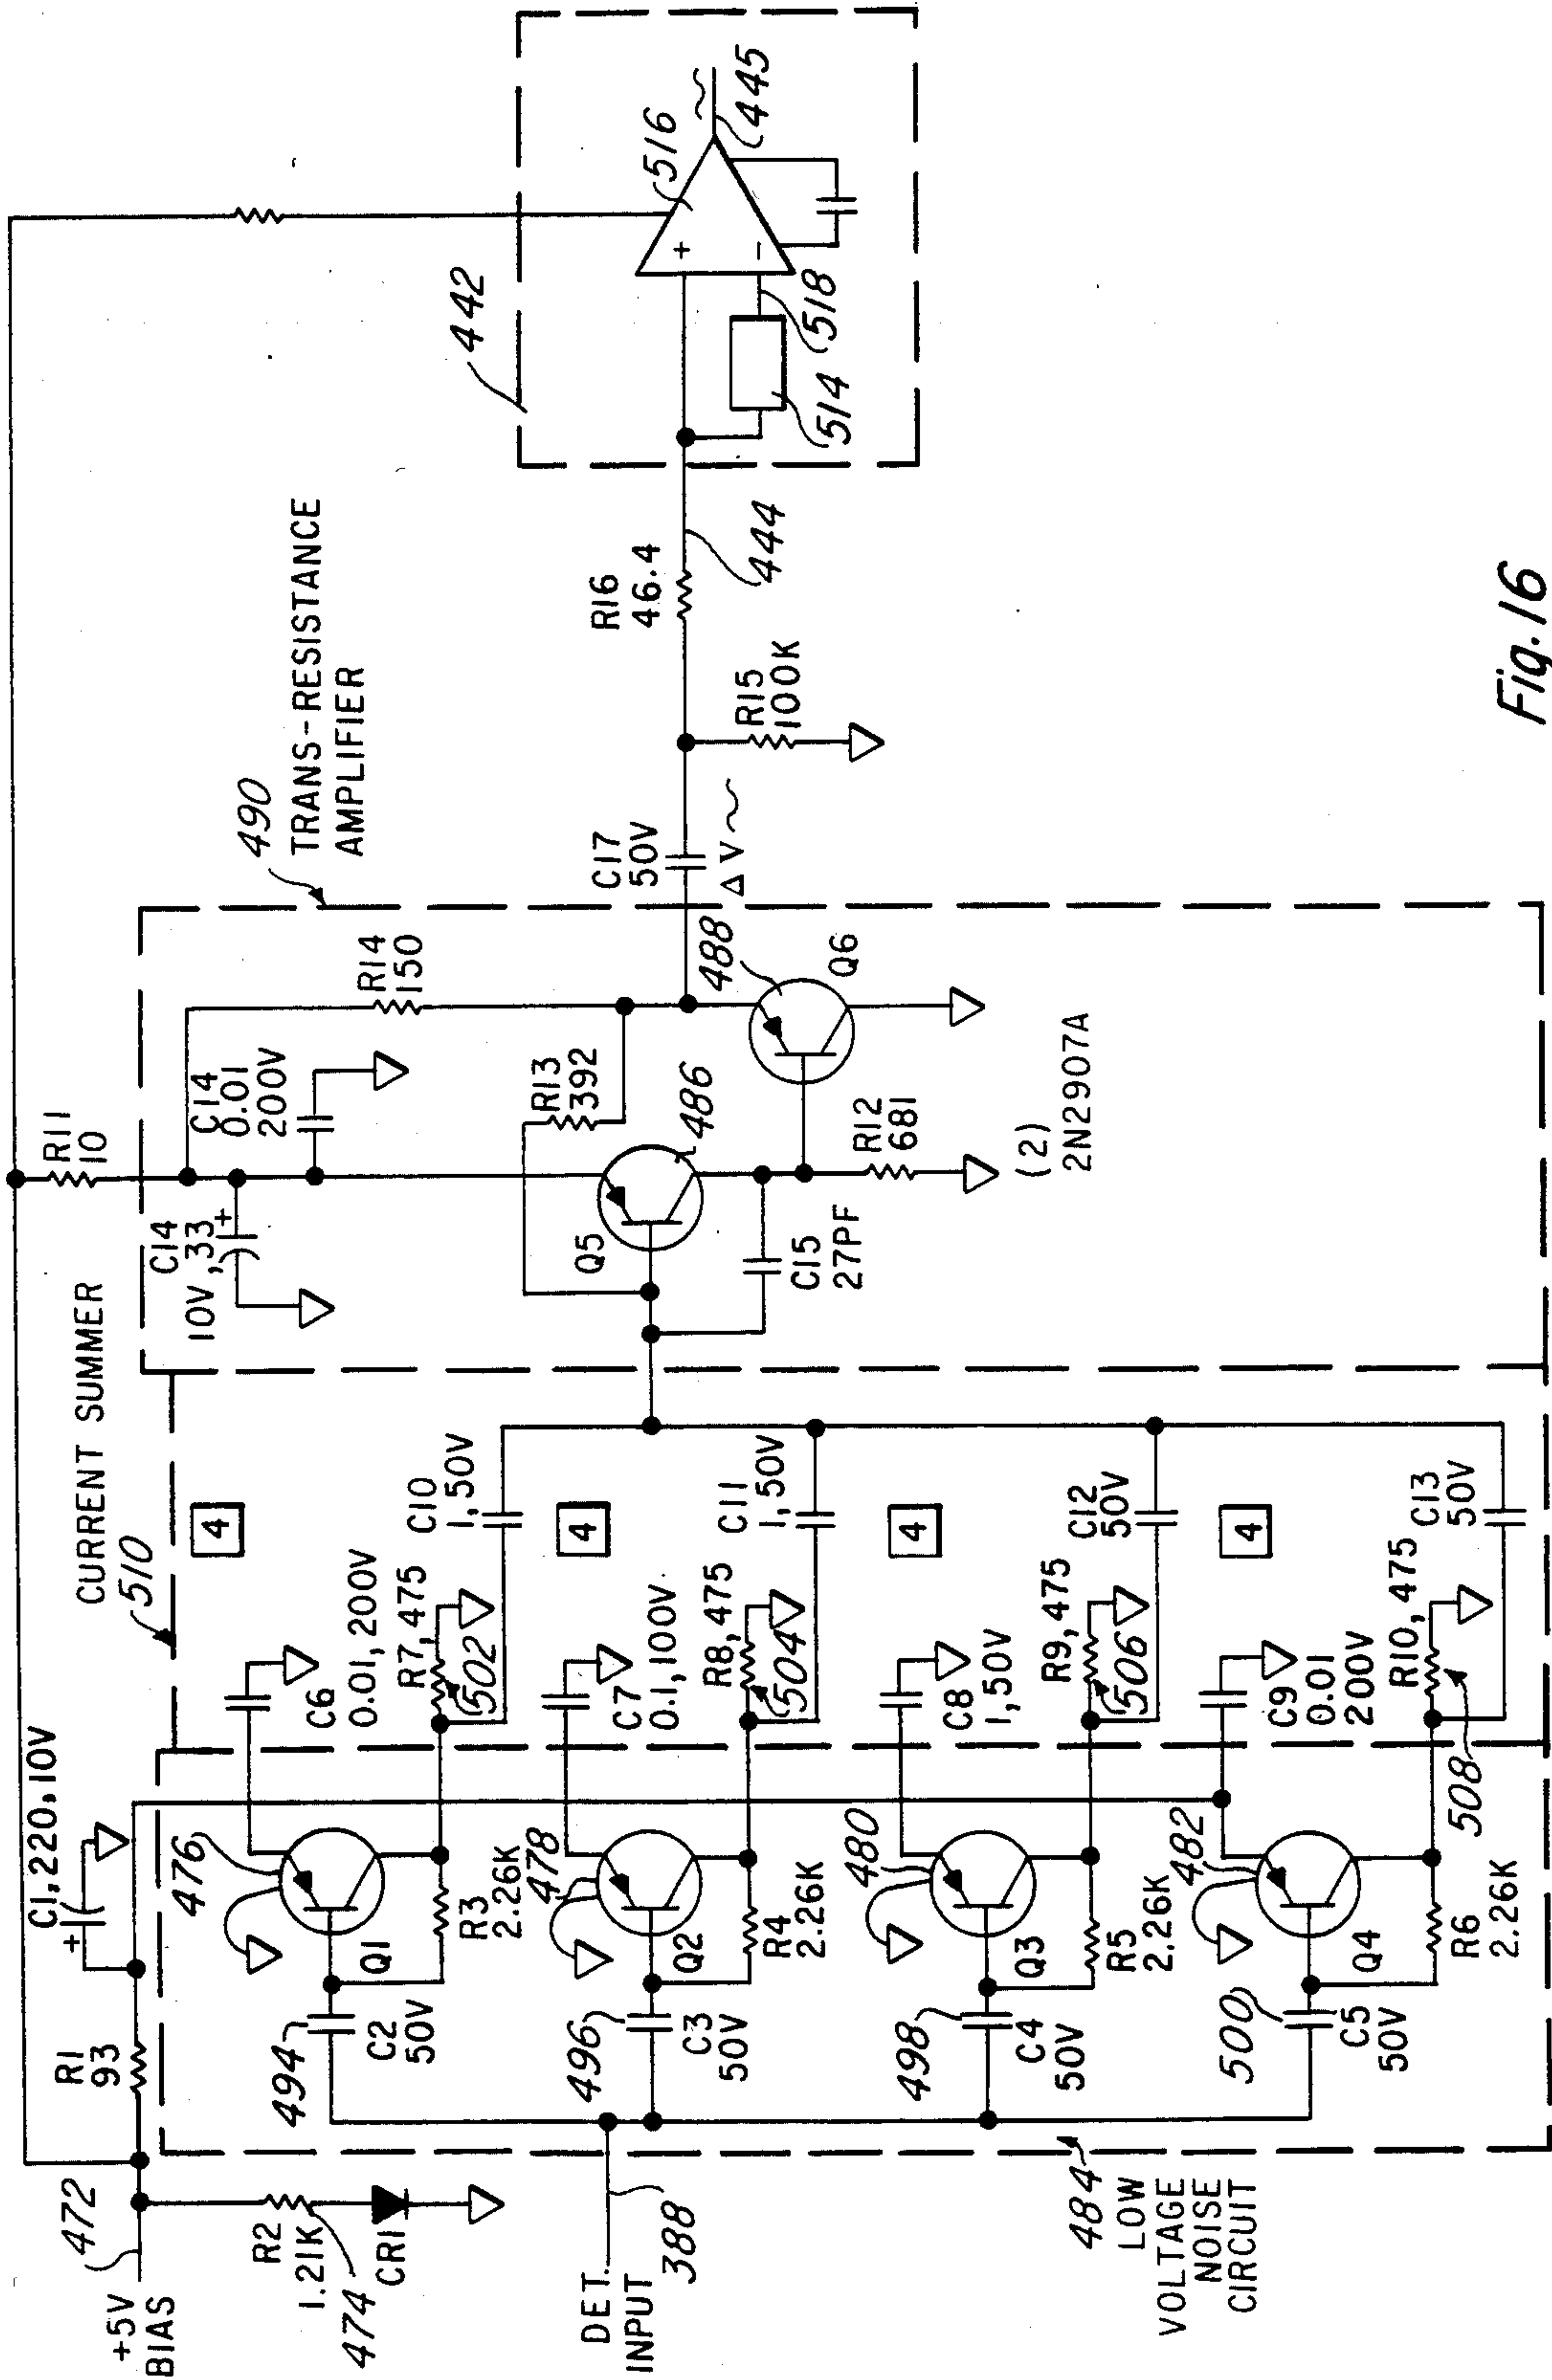 +5V
BIAS
472
R2
1.21K
474
CR1
R1
93
C1,220,10V
+
DET.
INPUT
388
484
LOW
VOLTAGE
NOISE
CIRCUIT
494
C2
50V
476
Q1
R3
2.26K
496
C3
50V
478
Q2
R4
2.26K
498
C4
50V
480
Q3
R5
2.26K
500
C5
50V
482
Q4
R6
2.26K
508
CURRENT SUMMER
510
4
C6
0.01,200V
R7,475
502
C10
1,50V
4
C7
0.1,100V
R8,475
504
C11
1,50V
4
C8
1,50V
R9,475
506
C12
50V
4
C9
0.01
200V
R10,475
C13
50V
R11
10
C14
10V,33
+
C14
0.01
200V
R14
150
R13
392
486
Q5
C15
27PF
R12
681
488
Q6
(2)
2N2907A
490
TRANS-RESISTANCE
AMPLIFIER
C17
50V
ΔV~
R15
100K
R16
46.4
444
442
514
518
+
-
516
~
445
Fig.16